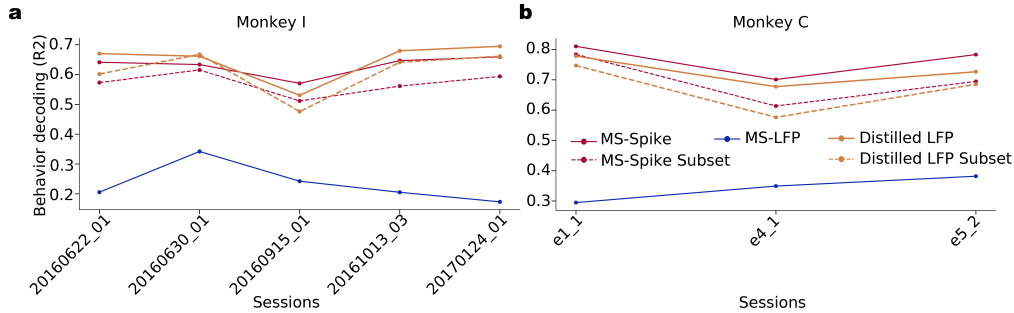 a
Monkey I
Behavior decoding (R2)
0.7
0.6
0.5
0.4
0.3
0.2
20160622_01
20160630_01
20160915_01
20161013_03
20170124_01
Sessions
b
Monkey C
0.8
0.7
0.6
0.5
0.4
0.3
MS-Spike
MS-LFP
Distilled LFP
MS-Spike Subset
Distilled LFP Subset
e1_1
e4_1
e5_2
Sessions